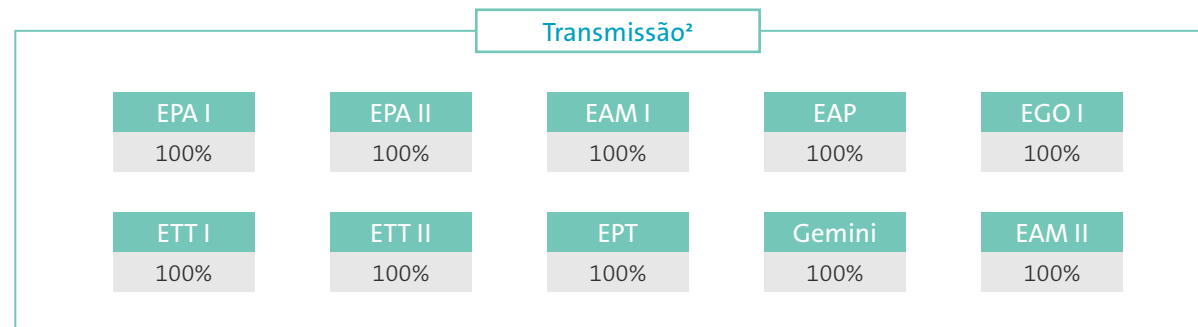 Transmissão²
EPA I EPA II EAM I EAP EGO I
100% 100% 100% 100% 100%
ETT I ETT II EPT Gemini EAM II
100% 100% 100% 100% 100%